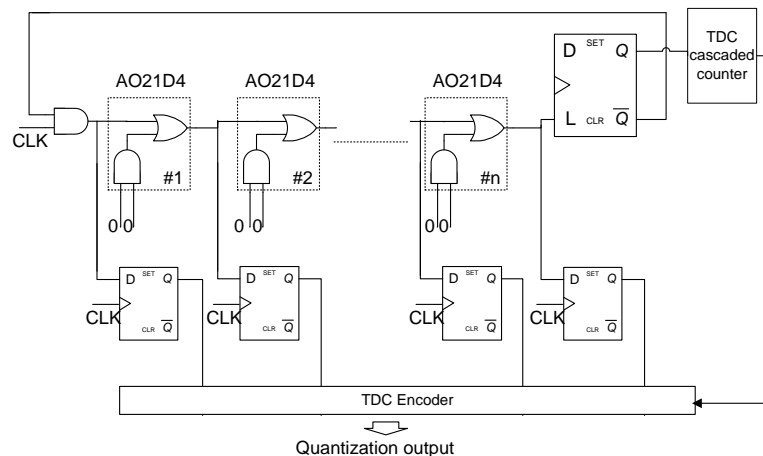 D SET Q
L CLR Q
TDC
cascaded
counter
AO21D4
AO21D4
AO21D4
CLK
#1
#2
#n
0 0
0 0
0 0
D SET Q
CLR Q
D SET Q
CLR Q
D SET Q
CLR Q
D SET Q
CLR Q
CLK
CLK
CLK
CLK
TDC Encoder
Quantization output